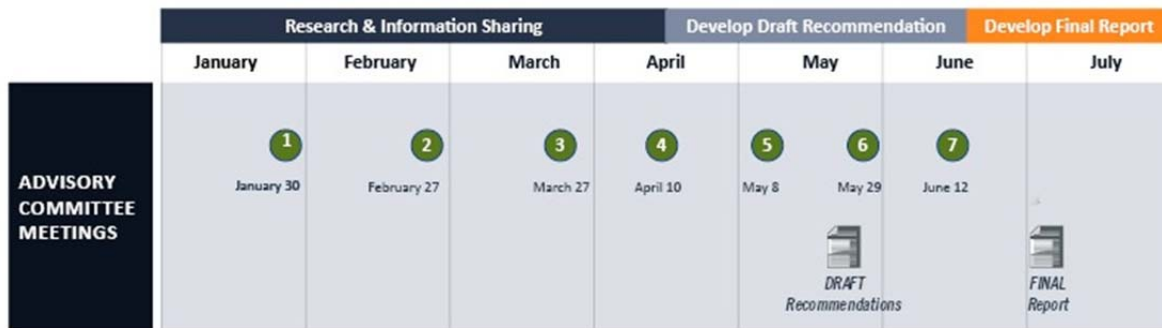 Research & Information Sharing Develop Draft Recommendation Develop Final Report
January February March April May June July
ADVISORY
COMMITTEE
MEETINGS
1 2 3 4 5 6 7
January 30 February 27 March 27 April 10 May 8 May 29 June 12
DRAFT
Recommendations
FINAL
Report